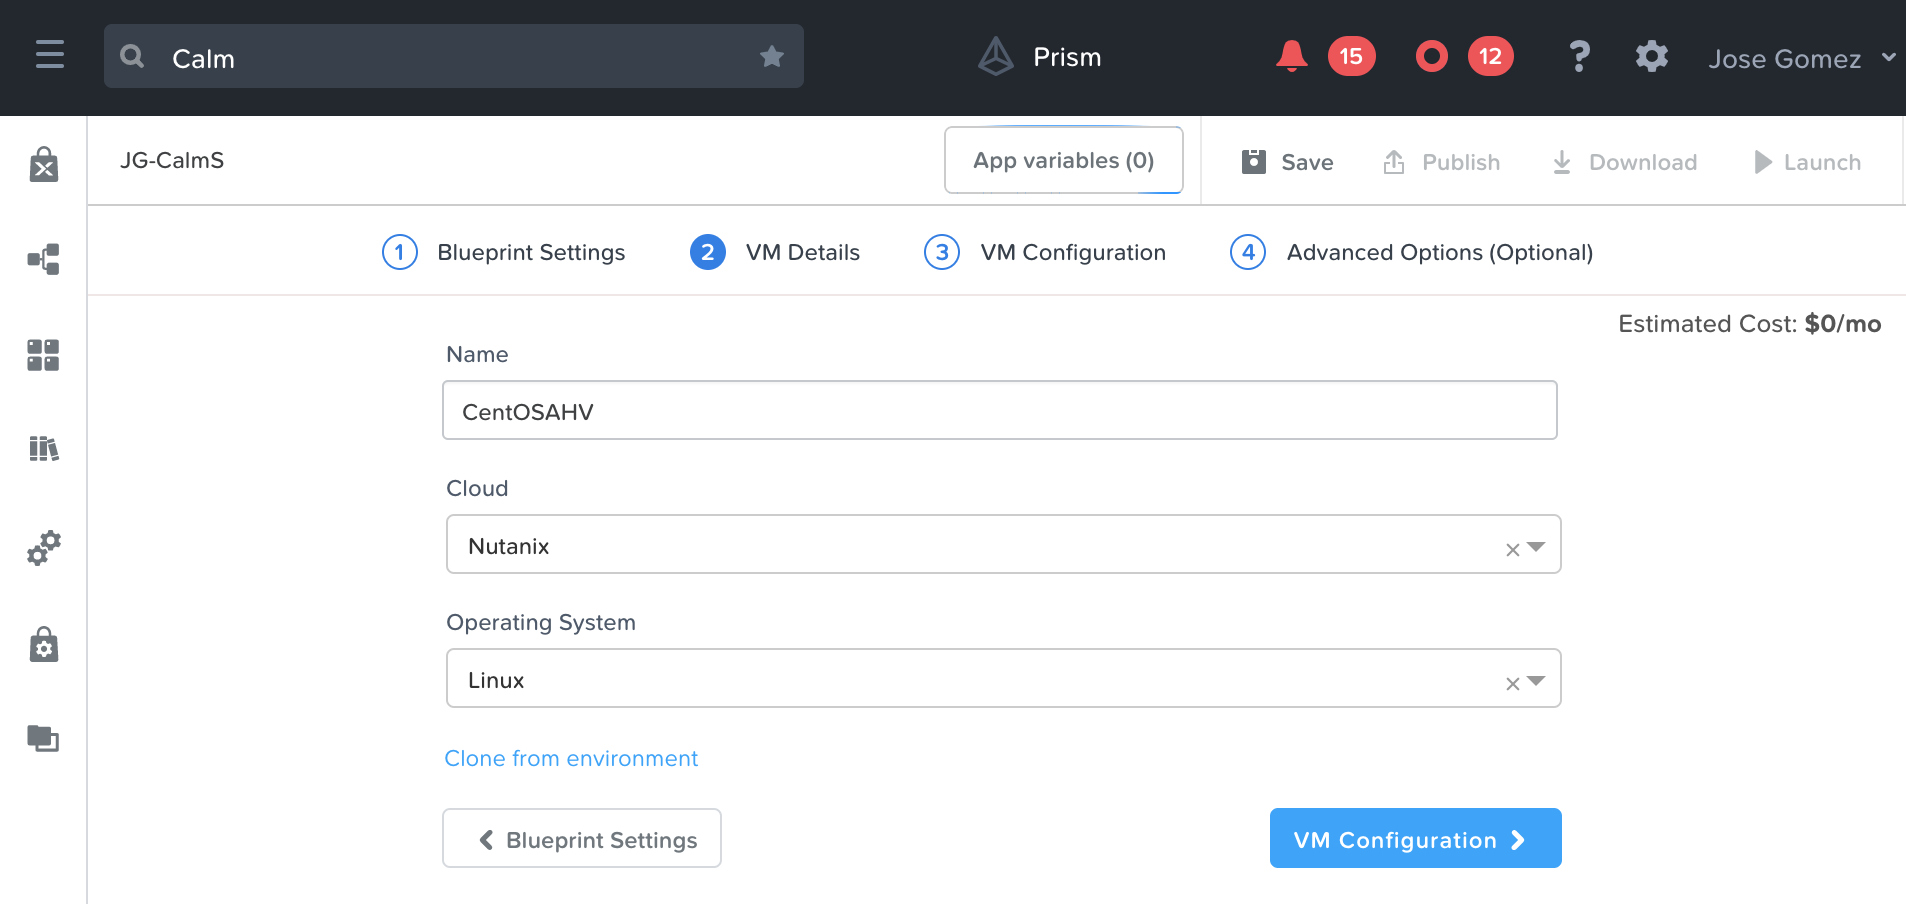 Calm
Prism
15
12
?
Jose Gomez
JG-CalmS
App variables (0)
Save
Publish
Download
Launch
1 Blueprint Settings
2 VM Details
3 VM Configuration
4 Advanced Options (Optional)
Estimated Cost: $0/mo
Name
CentOSAHV
Cloud
Nutanix
Operating System
Linux
Clone from environment
Blueprint Settings
VM Configuration